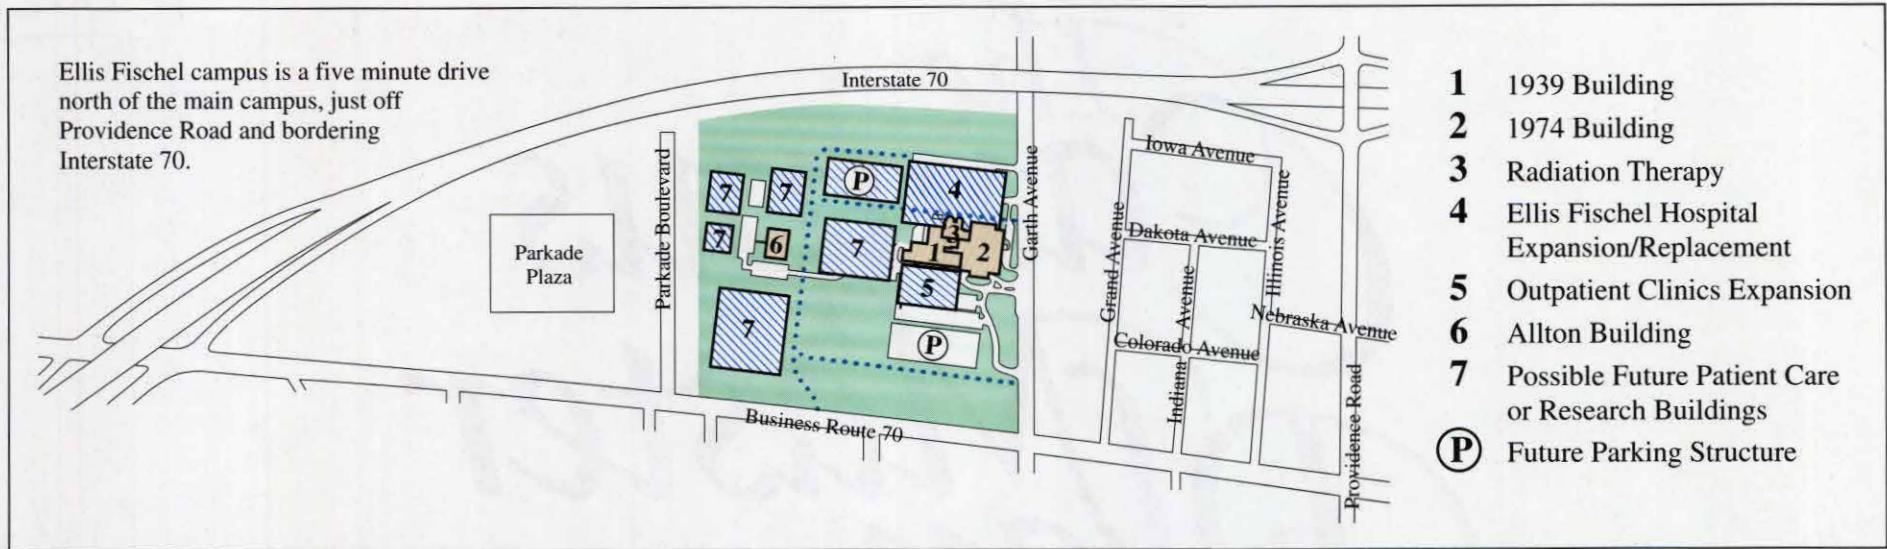 Ellis Fischel campus is a five minute drive
north of the main campus, just off
Providence Road and bordering
Interstate 70.
Interstate 70
Parkade
Plaza
Parkade Boulevard
7
7
7
6
7
7
P
4
3
1
2
5
P
Business Route 70
Garth Avenue
Grand Avenue
Iowa Avenue
Dakota Avenue
Illinois Avenue
Indiana Avenue
Nebraska Avenue
Colorado Avenue
Providence Road
1 1939 Building
2 1974 Building
3 Radiation Therapy
4 Ellis Fischel Hospital
Expansion/Replacement
5 Outpatient Clinics Expansion
6 Allton Building
7 Possible Future Patient Care
or Research Buildings
P Future Parking Structure